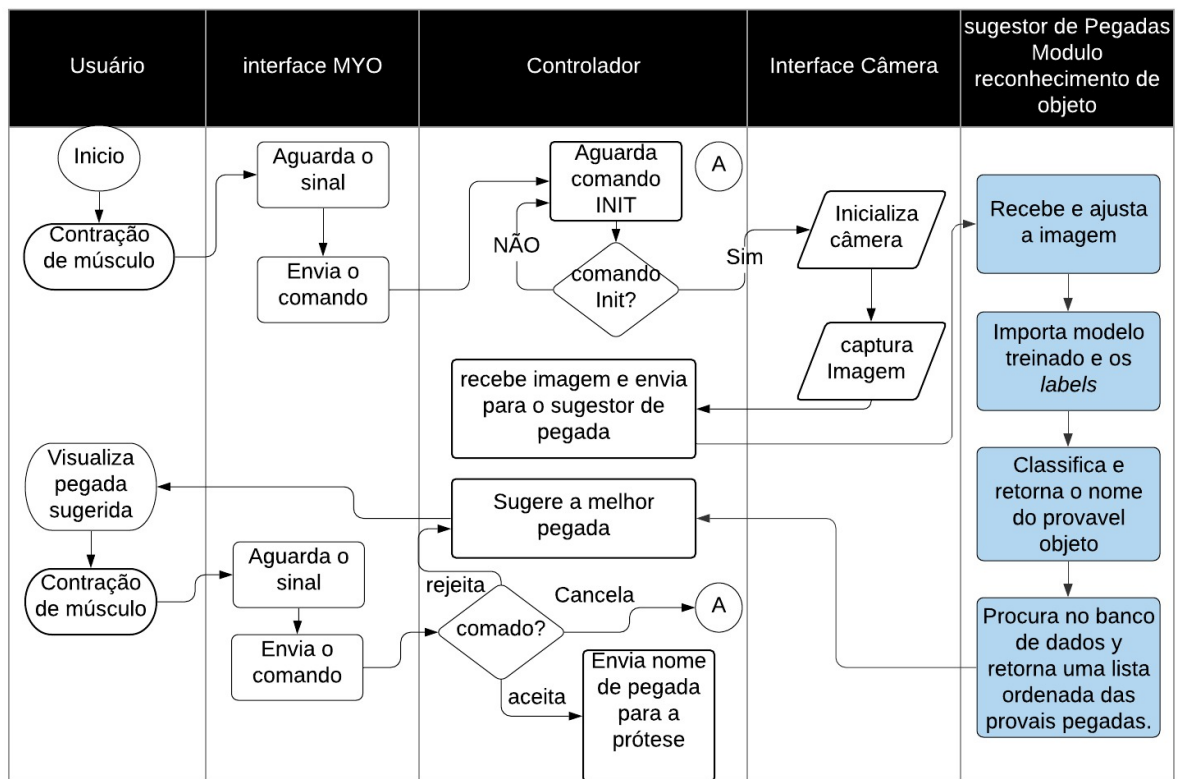 Usuário
interface MYO
Controlador
Interface Câmera
sugestor de Pegadas
Modulo
reconhecimento de
objeto
Inicio
Contração
de músculo
Aguarda o
sinal
Envia o
comando
Aguarda
comando
INIT
A
NÃO
comando
Init?
Sim
Inicializa
câmera
captura
Imagem
recebe imagem e envia
para o sugestor de
pegada
Recebe e ajusta
a imagem
Importa modelo
treinado e os
labels
Classifica e
retorna o nome
do provavel
objeto
Procura no banco
de dados y
retorna uma lista
ordenada das
provais pegadas.
Sugere a melhor
pegada
Visualiza
pegada
sugerida
Contração
de músculo
Aguarda o
sinal
Envia o
comando
rejeita
comado?
Cancela
A
aceita
Envia nome
de pegada
para a
prótese